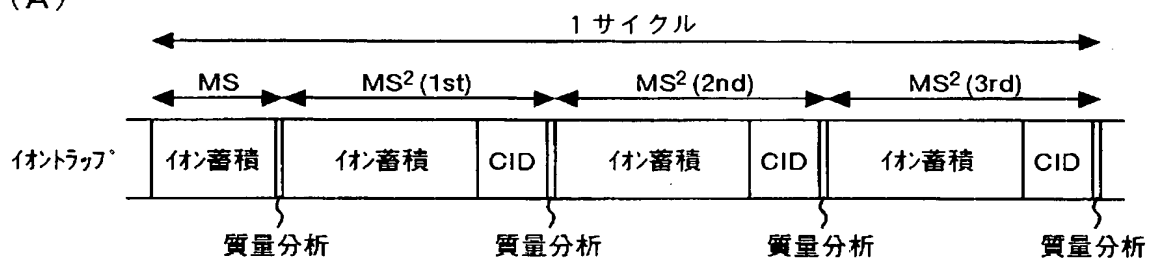 (A)
1サイクル
MS MS²(1st) MS²(2nd) MS²(3rd)
ｲｵﾝﾄﾗｯﾌﾟ ｲｵﾝ蓄積 ｲｵﾝ蓄積 CID ｲｵﾝ蓄積 CID ｲｵﾝ蓄積 CID
質量分析 質量分析 質量分析 質量分析